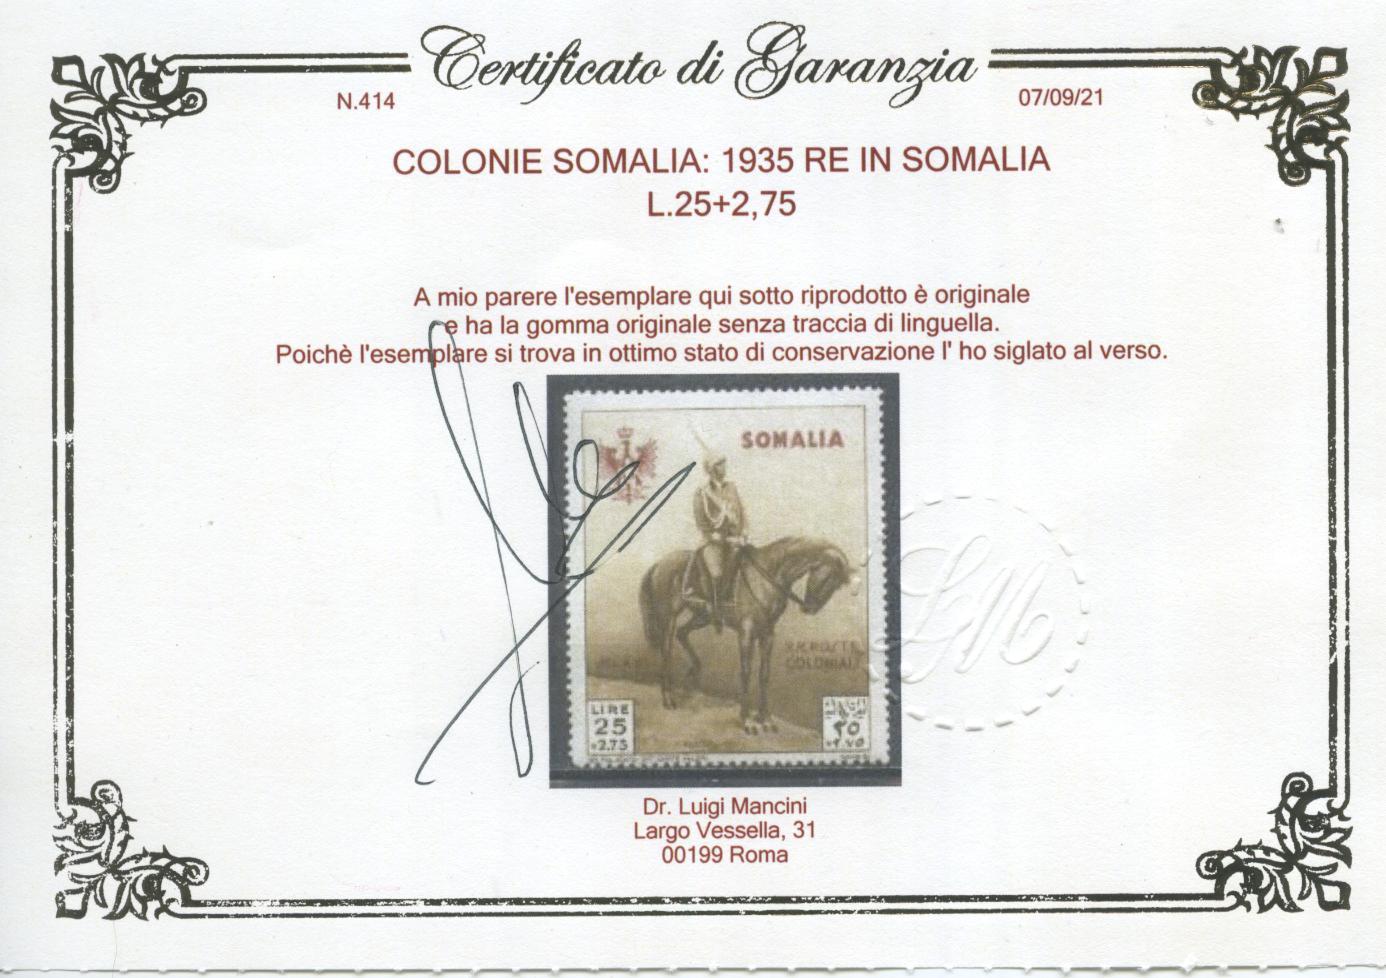 Certificato di Garanzia
N.414
07/09/21
COLONIE SOMALIA: 1935 RE IN SOMALIA
L.25+2,75
A mio parere l'esemplare qui sotto riprodotto è originale
e ha la gomma originale senza traccia di linguella.
Poichè l'esemplare si trova in ottimo stato di conservazione l' ho siglato al verso.
SOMALIA
R.R. POSTE
COLONIALI
LIRE
25
+2.75
LM
Dr. Luigi Mancini
Largo Vessella, 31
00199 Roma